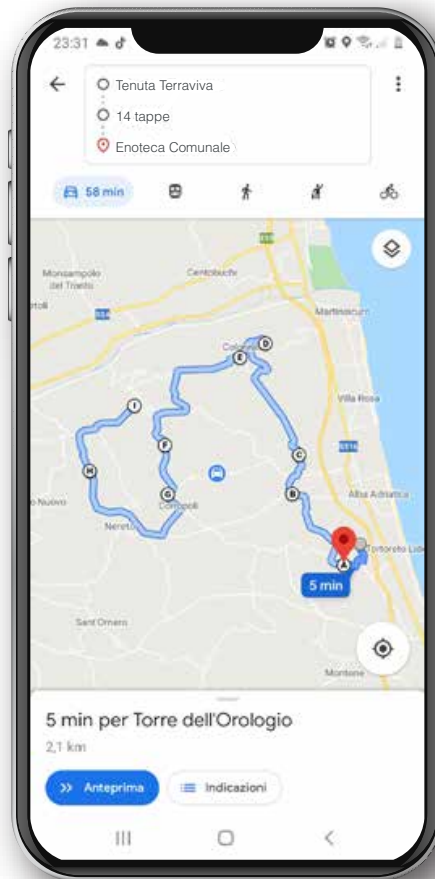 23:31
Tenuta Terraviva
14 tappe
Enoteca Comunale
58 min
Monsampolo
del Tronto
Centobuchi
Martinsicuro
Colonnella
D
E
I
Villa Rosa
F
C
SS16
H
G
B
Alba Adriatica
o Nuovo
Corropoli
Nereto
Tortoreto Lido
A
5 min
Sant'Omero
Montone
5 min per Torre dell'Orologio
2,1 km
Anteprima
Indicazioni